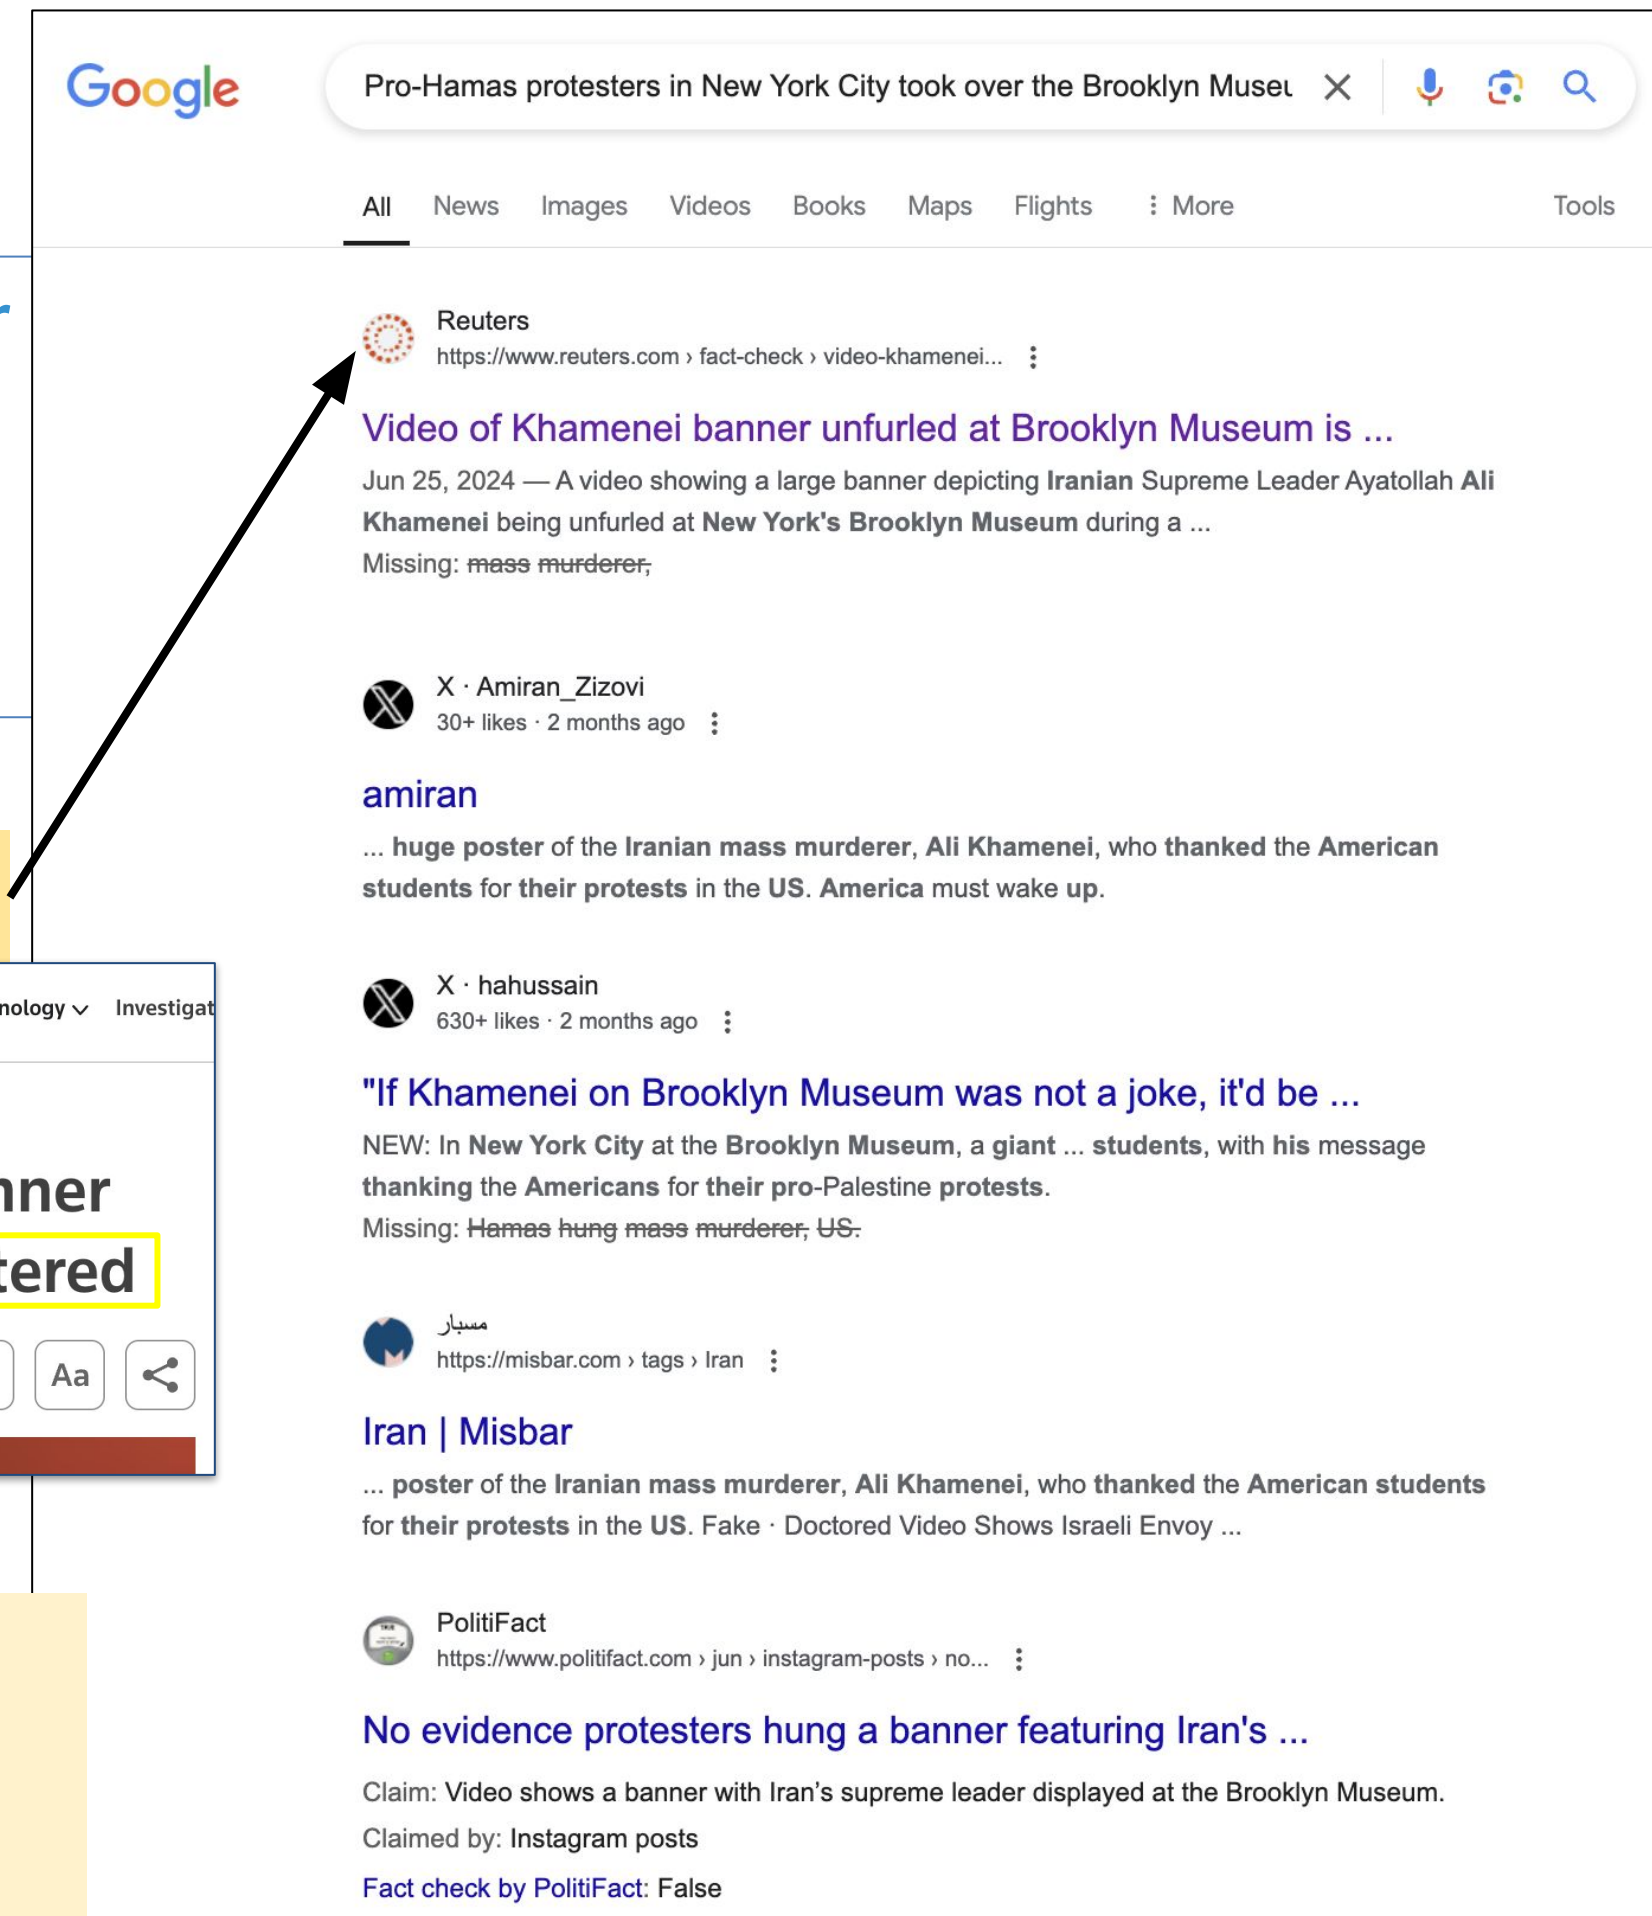 Google
Pro-Hamas protesters in New York City took over the Brooklyn Museu
All News Images Videos Books Maps Flights More Tools
Reuters
https://www.reuters.com › fact-check › video-khamenei...
Video of Khamenei banner unfurled at Brooklyn Museum is ...
Jun 25, 2024 — A video showing a large banner depicting Iranian Supreme Leader Ayatollah Ali
Khamenei being unfurled at New York's Brooklyn Museum during a ...
Missing: mass murderer,
X · Amiran_Zizovi
30+ likes · 2 months ago
amiran
... huge poster of the Iranian mass murderer, Ali Khamenei, who thanked the American
students for their protests in the US. America must wake up.
X · hahussain
630+ likes · 2 months ago
"If Khamenei on Brooklyn Museum was not a joke, it'd be ...
NEW: In New York City at the Brooklyn Museum, a giant ... students, with his message
thanking the Americans for their pro-Palestine protests.
Missing: Hamas hung mass murderer, US.
مسبار
https://misbar.com › tags › Iran
Iran | Misbar
... poster of the Iranian mass murderer, Ali Khamenei, who thanked the American students
for their protests in the US. Fake · Doctored Video Shows Israeli Envoy ...
PolitiFact
https://www.politifact.com › jun › instagram-posts › no...
No evidence protesters hung a banner featuring Iran's ...
Claim: Video shows a banner with Iran's supreme leader displayed at the Brooklyn Museum.
Claimed by: Instagram posts
Fact check by PolitiFact: False
r
nology Investigat
nner
tered
Aa